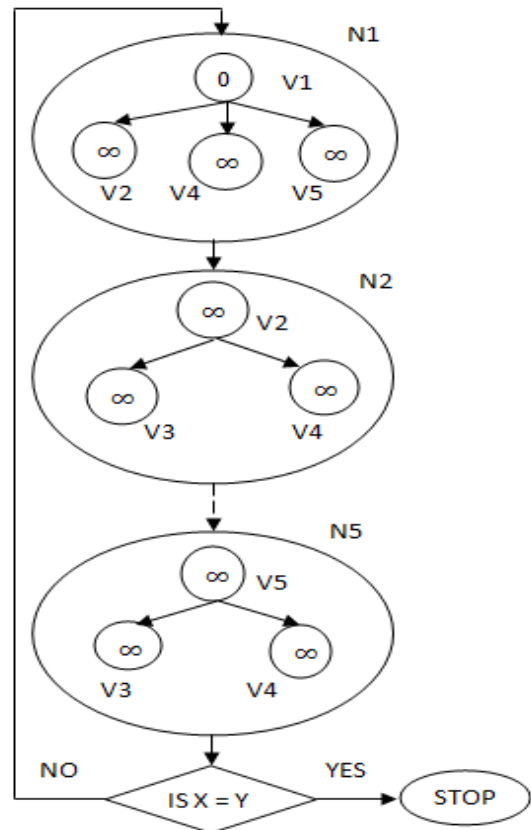 N1
0 V1
∞ ∞ ∞
V2 V4 V5
N2
∞ V2
∞ ∞
V3 V4
N5
∞ V5
∞ ∞
V3 V4
NO YES
IS X = Y STOP